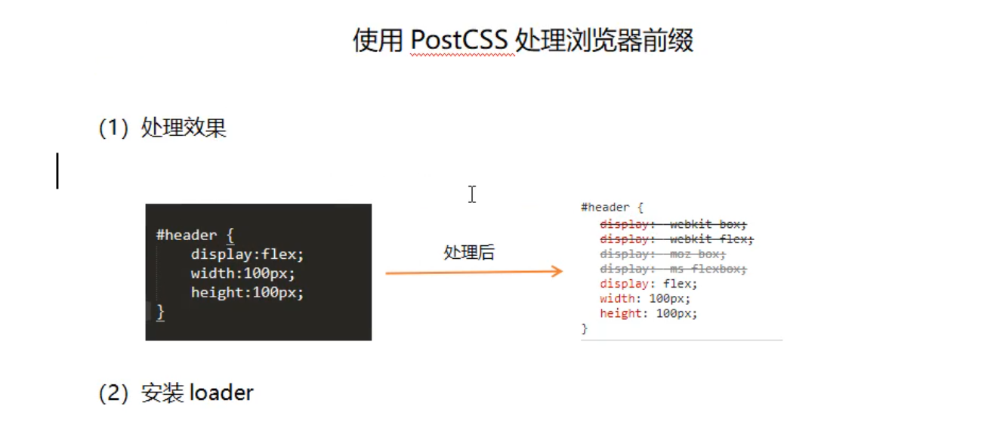 使用 PostCSS 处理浏览器前缀
（1）处理效果
#header {
display:flex;
width:100px;
height:100px;
}
处理后
#header {
display: -webkit-box;
display: -webkit-flex;
display: -moz-box;
display: -ms-flexbox;
display: flex;
width: 100px;
height: 100px;
}
（2）安装 loader